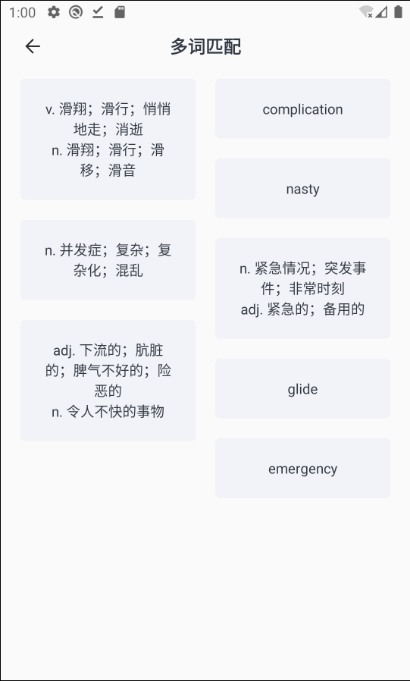 1:00
多词匹配
v. 滑翔；滑行；悄悄
地走；消逝
n. 滑翔；滑行；滑
移；滑音
n. 并发症；复杂；复
杂化；混乱
adj. 下流的；肮脏
的；脾气不好的；险
恶的
n. 令人不快的事物
complication
nasty
n. 紧急情况；突发事
件；非常时刻
adj. 紧急的；备用的
glide
emergency